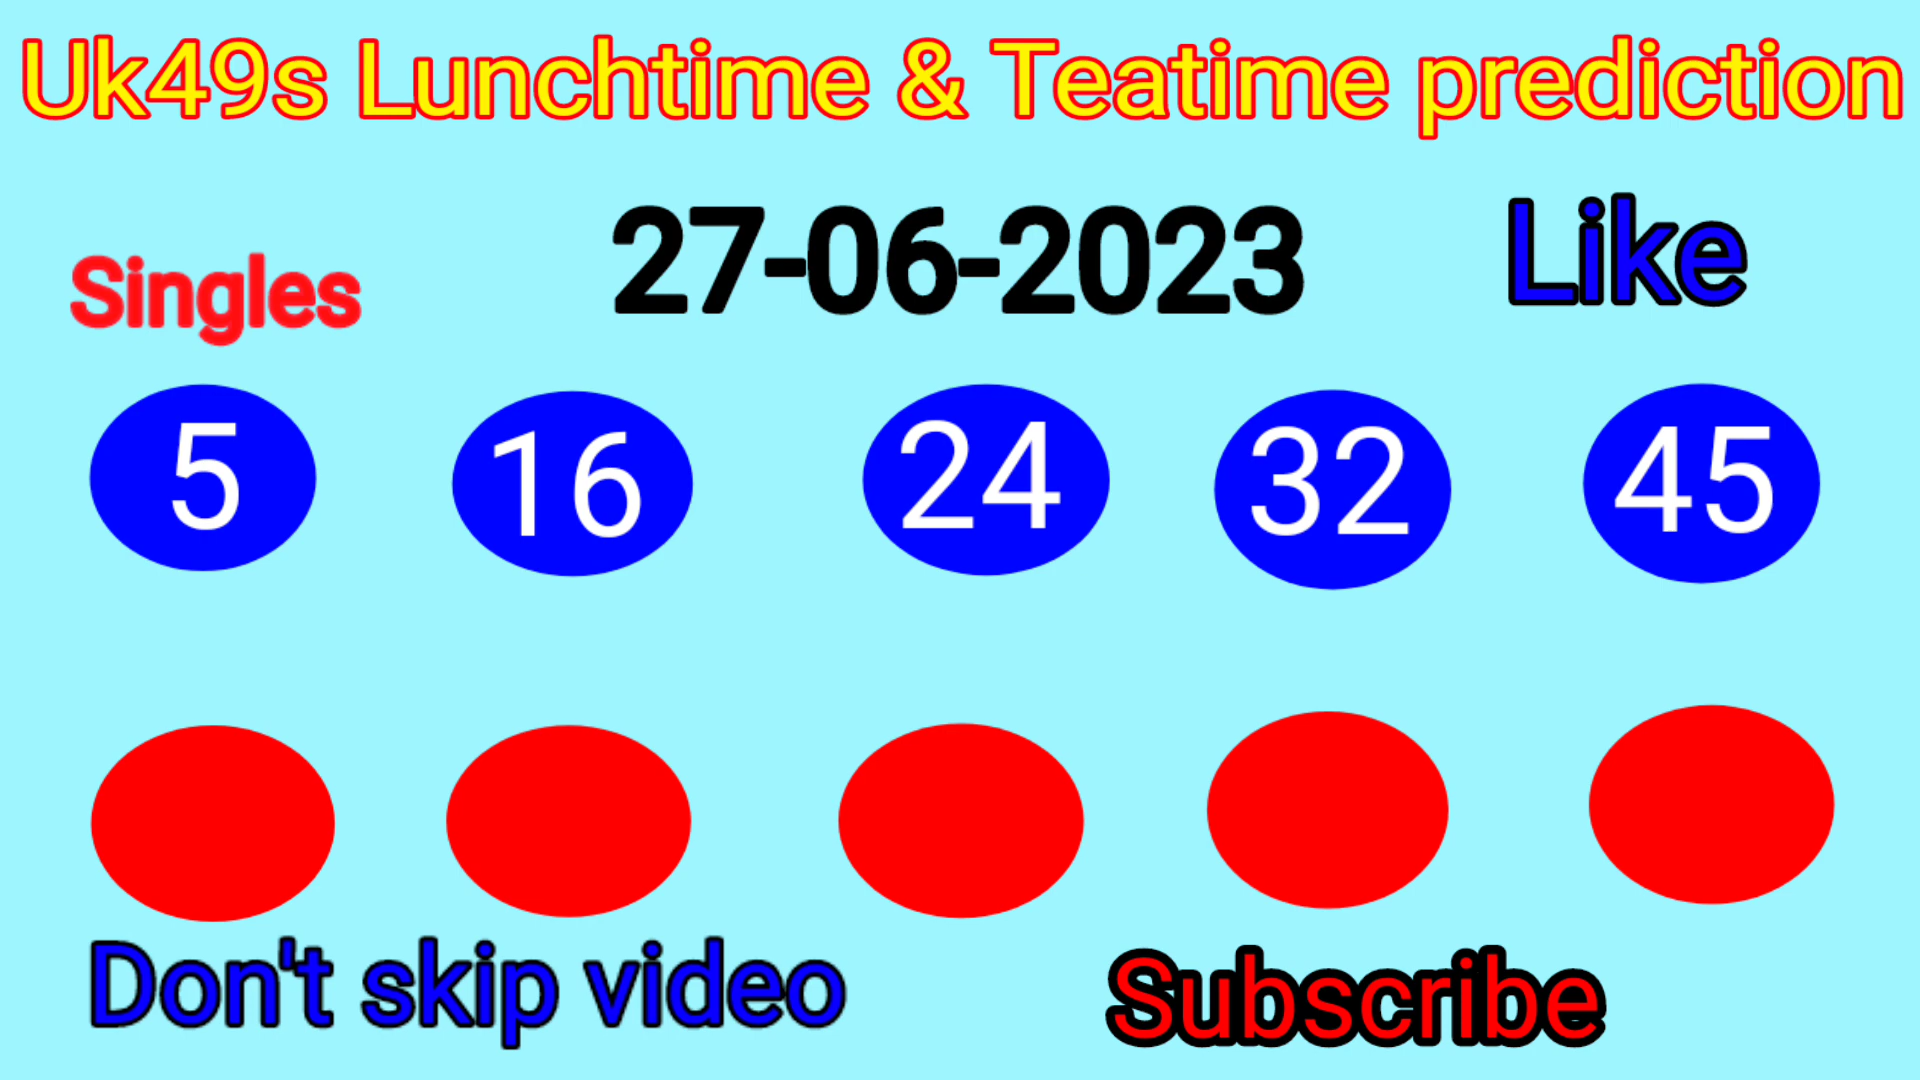 Uk49s Lunchtime & Teatime prediction
27-06-2023
Like
Singles
5 16 24 32 45
Don't skip video
Subscribe